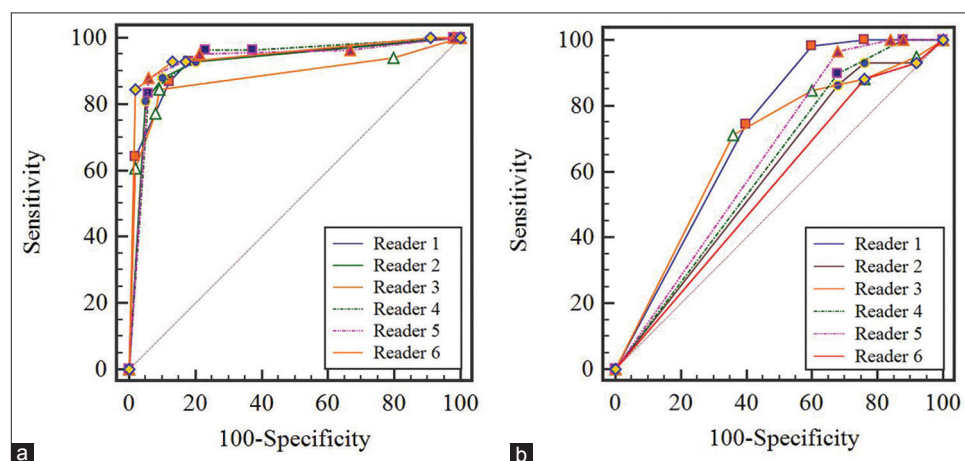 100
80
60
40
20
0
Sensitivity
Reader 1
Reader 2
Reader 3
Reader 4
Reader 5
Reader 6
0 20 40 60 80 100
100-Specificity
a
100
80
60
40
20
0
Sensitivity
Reader 1
Reader 2
Reader 3
Reader 4
Reader 5
Reader 6
0 20 40 60 80 100
100-Specificity
b